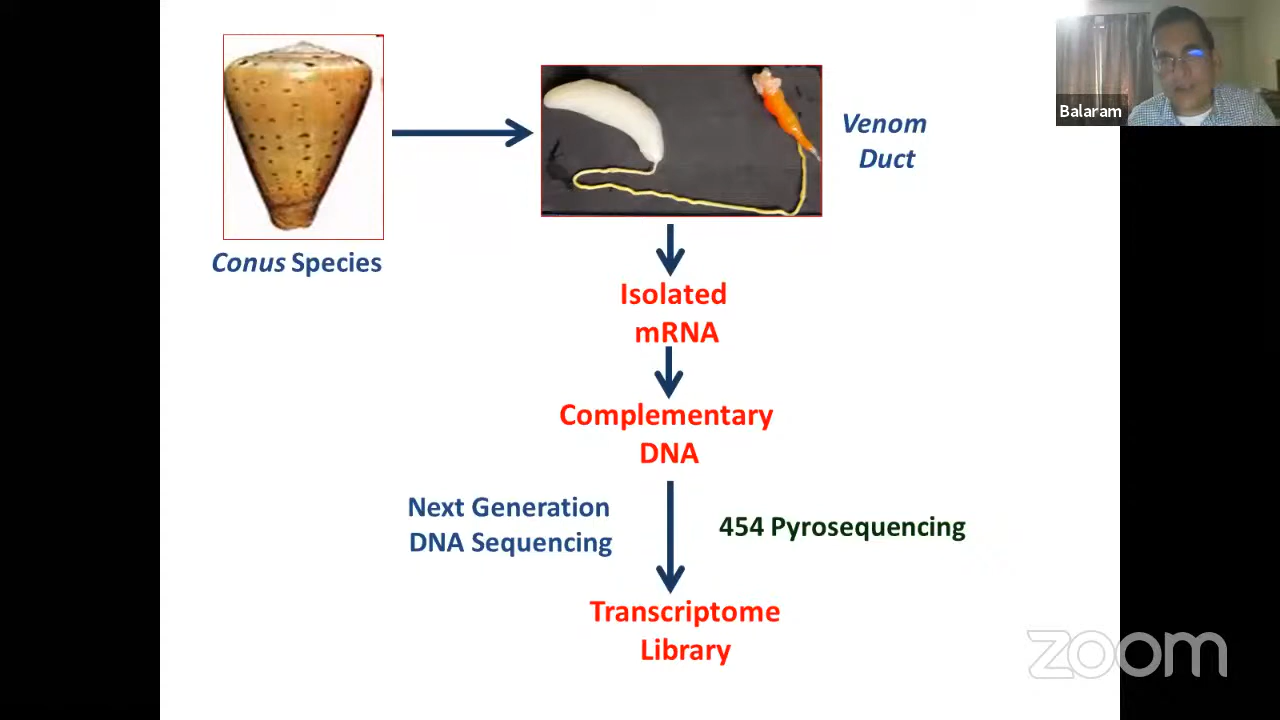 Balaram
Venom
Duct
Conus Species
Isolated
mRNA
Complementary
DNA
Next Generation
DNA Sequencing
454 Pyrosequencing
Transcriptome
Library
zoom